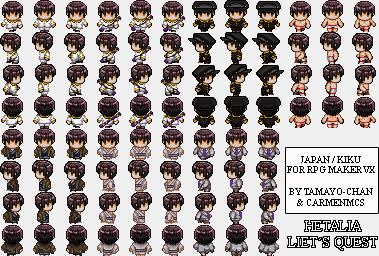 JAPAN / KIKU
FOR RPG MAKER VX
BY TAMAYO-CHAN
& CARMENMCS
HETALIA
LIET'S QUEST